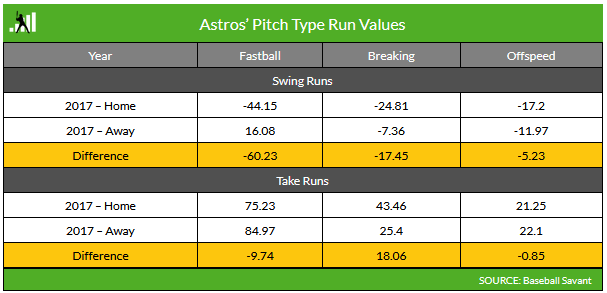 Astros' Pitch Type Run Values
Year Fastball Breaking Offspeed
Swing Runs
2017 – Home -44.15 -24.81 -17.2
2017 – Away 16.08 -7.36 -11.97
Difference -60.23 -17.45 -5.23
Take Runs
2017 – Home 75.23 43.46 21.25
2017 – Away 84.97 25.4 22.1
Difference -9.74 18.06 -0.85
SOURCE: Baseball Savant